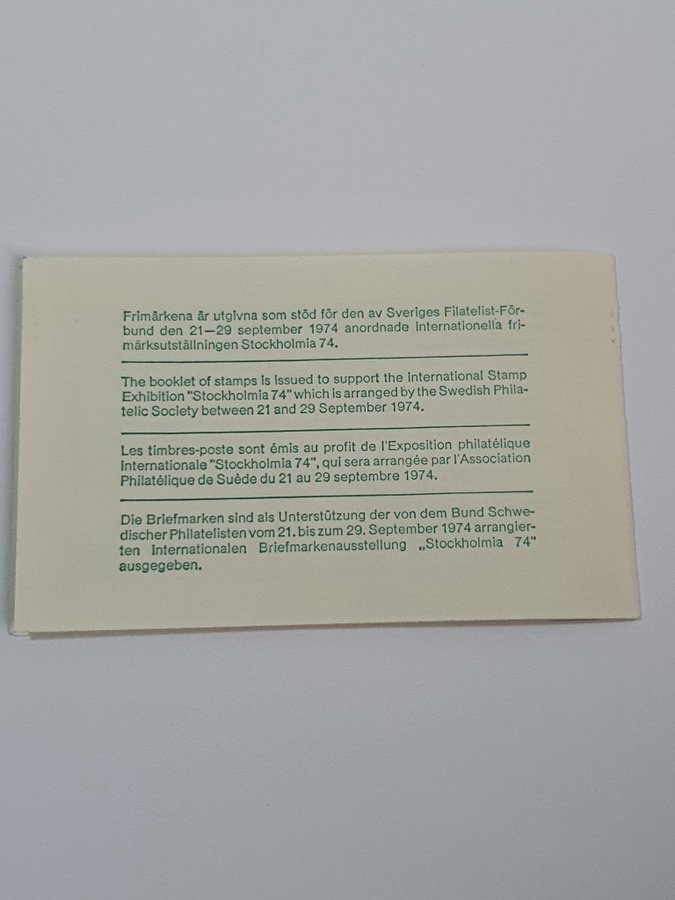 Frimärkena är utgivna som stöd för den av Sveriges Filatelist-För-
bund den 21—29 september 1974 anordnade internationella fri-
märksutställningen Stockholmia 74.
The booklet of stamps is issued to support the international Stamp
Exhibition "Stockholmia 74" which is arranged by the Swedish Phila-
telic Society between 21 and 29 September 1974.
Les timbres-poste sont émis au profit de l'Exposition philatélique
Internationale "Stockholmia 74", qui sera arrangée par l'Association
Philatélique de Suède du 21 au 29 septembre 1974.
Die Briefmarken sind als Unterstützung der von dem Bund Schwe-
discher Philatelisten vom 21. bis zum 29. September 1974 arrangier-
ten Internationalen Briefmarkenausstellung „Stockholmia 74"
ausgegeben.